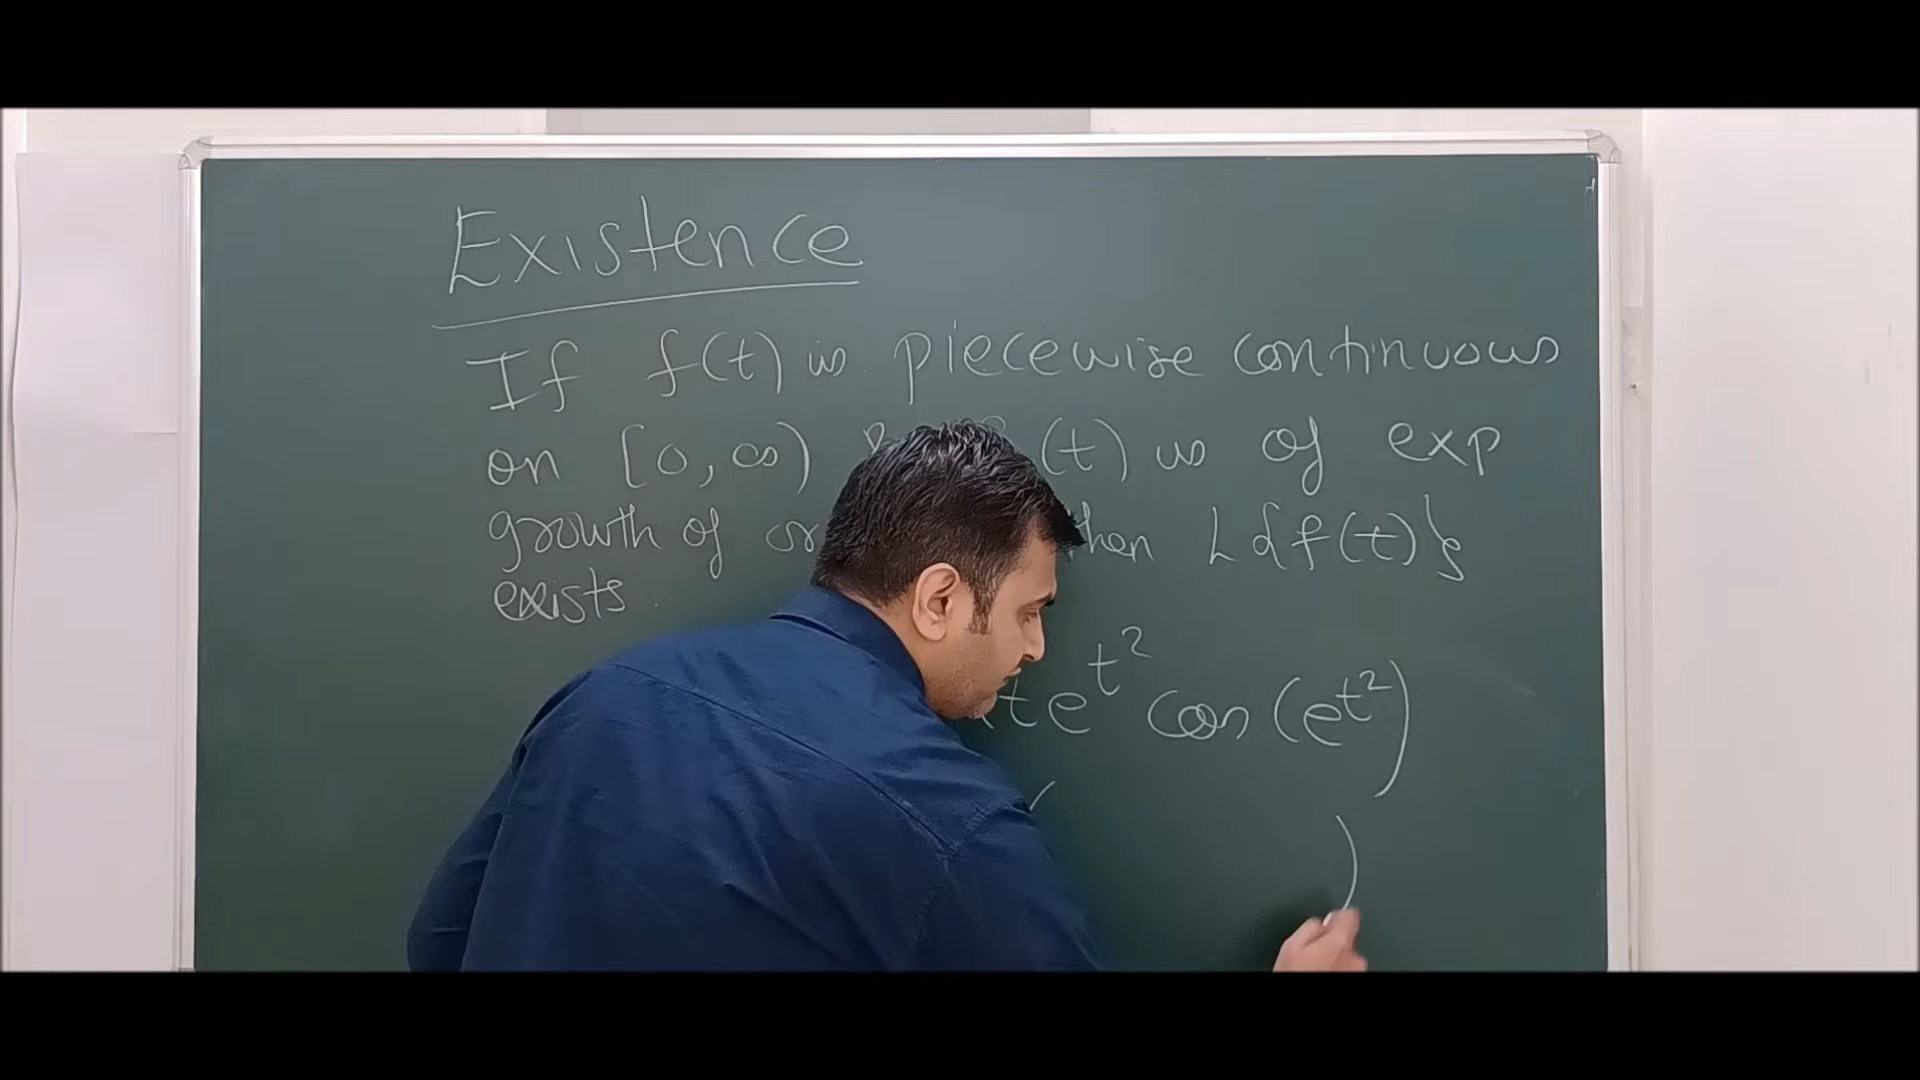 Existence
If f(t) is piecewise continuous
on [0, ∞) (t) is of exp
growth of then L{f(t)}
exists
te^{t^2} cos(e^{t^2})
)